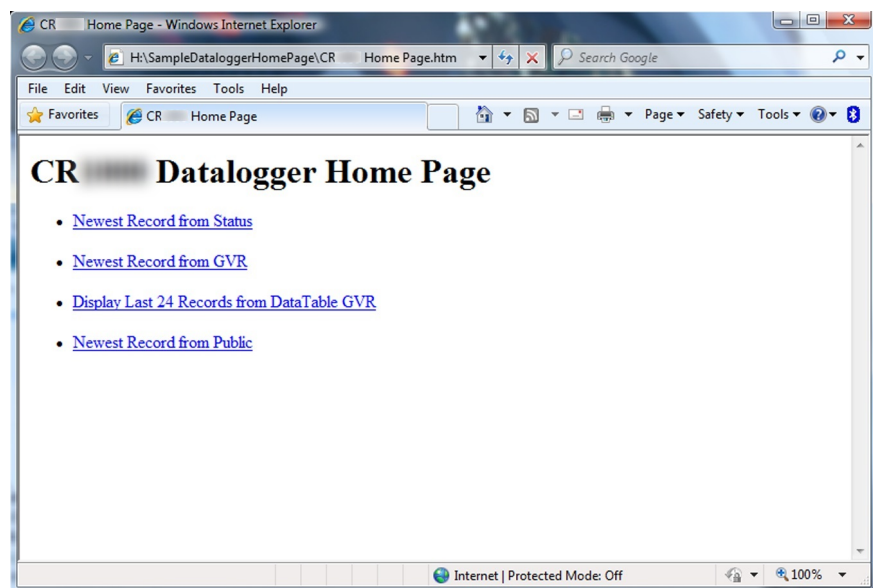 CR Home Page - Windows Internet Explorer
H:\SampleDataloggerHomePage\CR Home Page.htm Search Google
File Edit View Favorites Tools Help
Favorites CR Home Page Page Safety Tools
CR Datalogger Home Page
Newest Record from Status
Newest Record from GVR
Display Last 24 Records from DataTable GVR
Newest Record from Public
Internet | Protected Mode: Off 100%